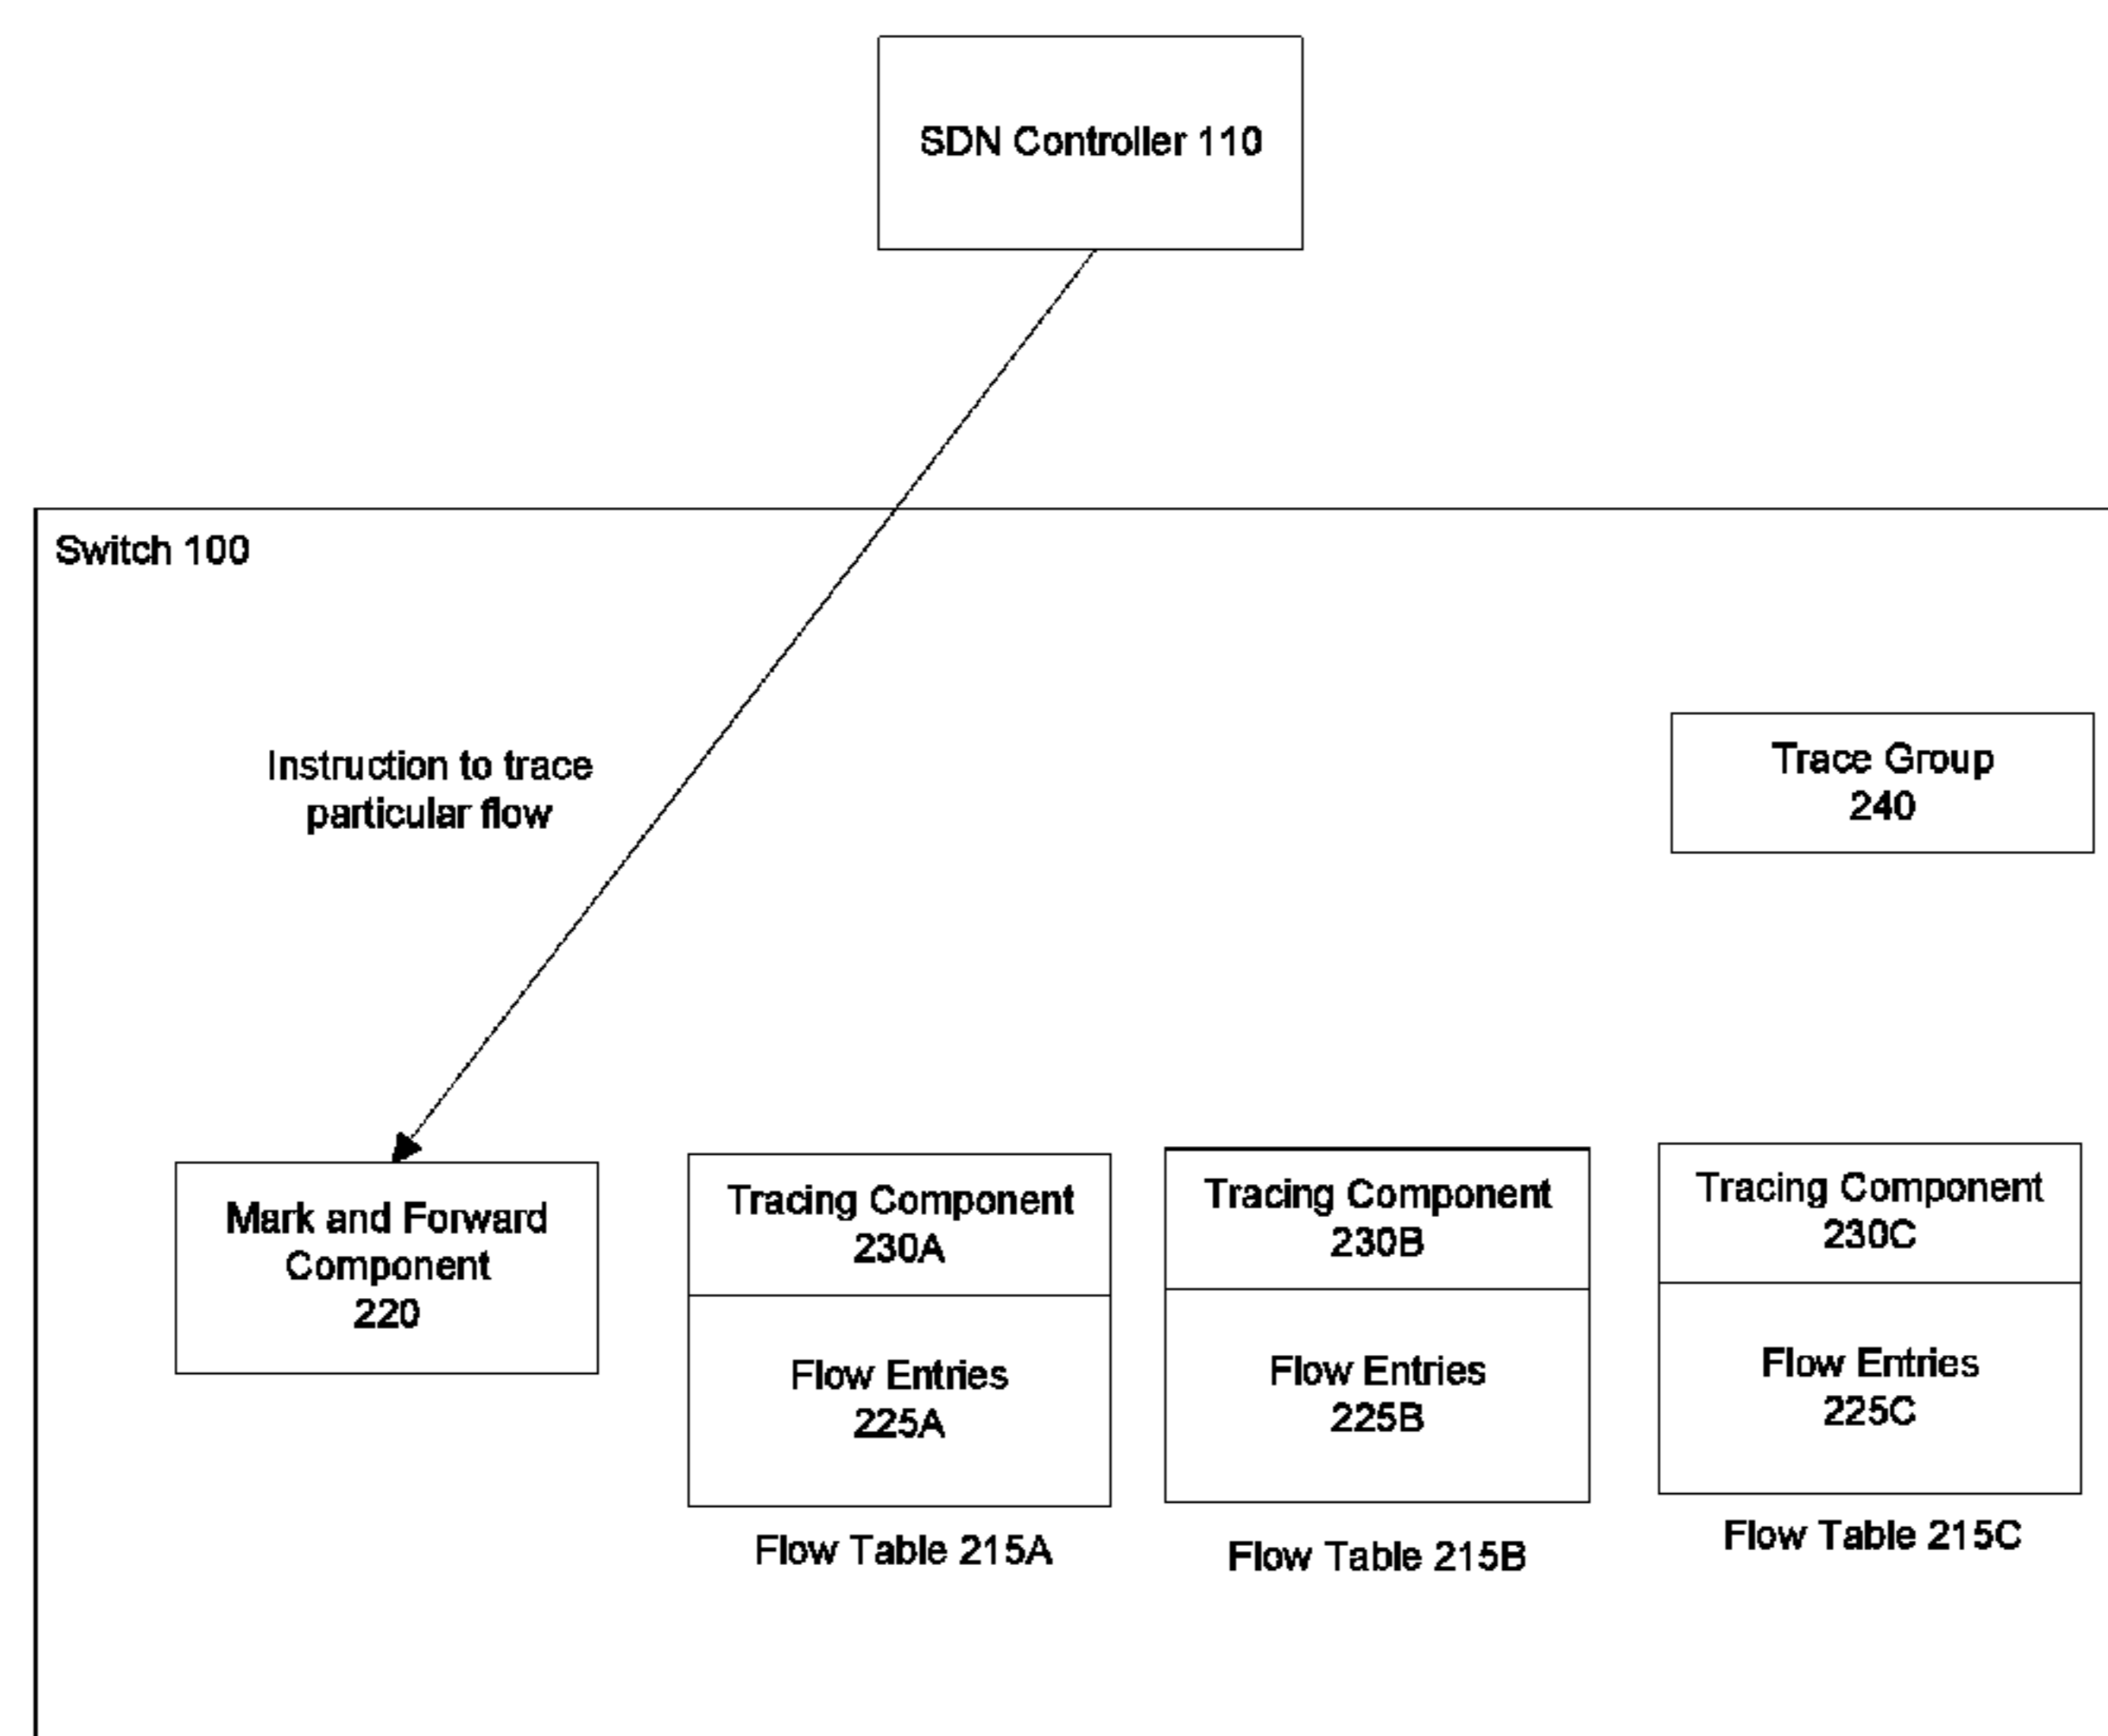 SDN Controller 110
Switch 100
Instruction to trace
particular flow
Trace Group
240
Mark and Forward
Component
220
Tracing Component
230A
Flow Entries
225A
Flow Table 215A
Tracing Component
230B
Flow Entries
225B
Flow Table 215B
Tracing Component
230C
Flow Entries
225C
Flow Table 215C